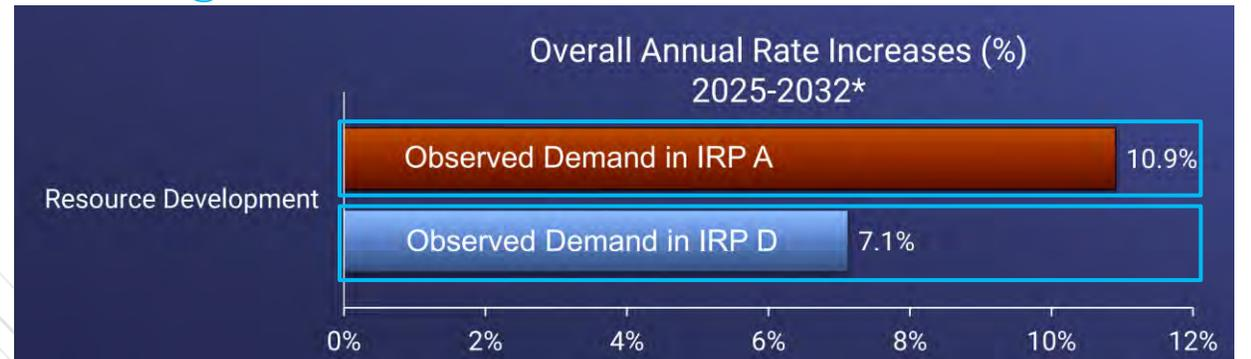 Overall Annual Rate Increases (%)
2025-2032*
Observed Demand in IRP A
10.9%
Resource Development
Observed Demand in IRP D
7.1%
0% 2% 4% 6% 8% 10% 12%